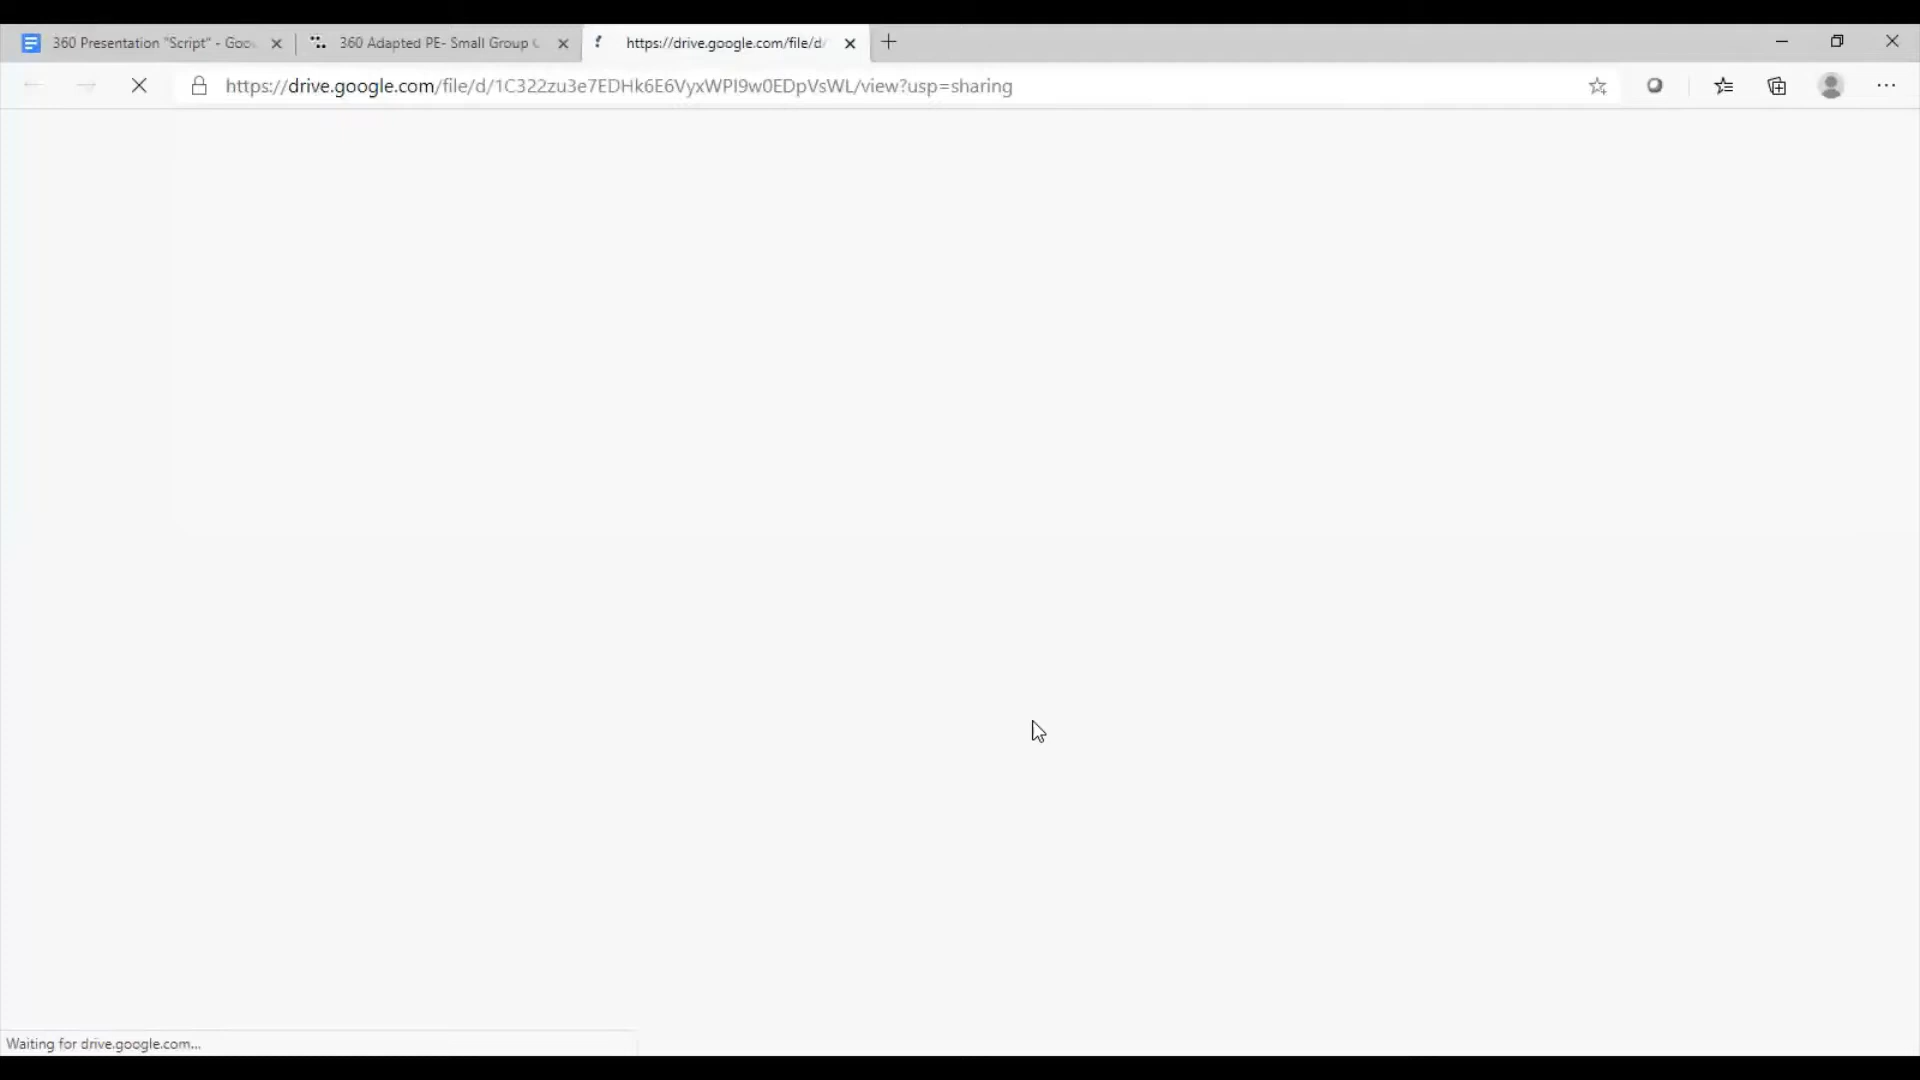 360 Presentation "Script" - Goo
360 Adapted PE- Small Group
https://drive.google.com/file/d/
https://drive.google.com/file/d/1C322zu3e7EDHk6E6VyxWPI9w0EDpVsWL/view?usp=sharing
Waiting for drive.google.com...